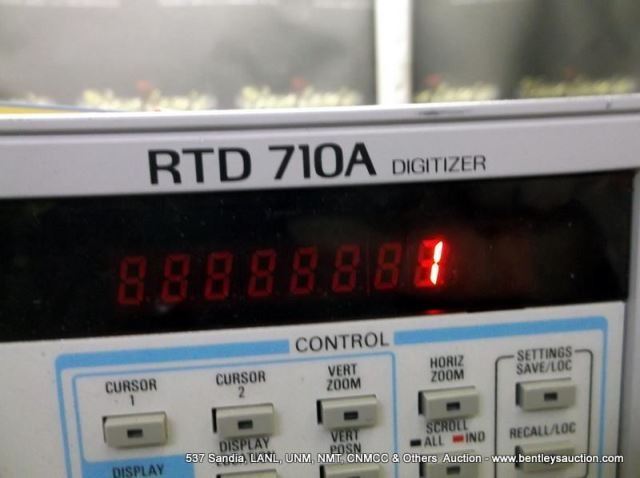 RTD 710A DIGITIZER
1
CONTROL
CURSOR 1
CURSOR 2
VERT ZOOM
HORIZ ZOOM
SETTINGS SAVE/LOC
DISPLAY
DISPLAY
VERT POSN
SCROLL
ALL IND
RECALL/LOC
537 Sandia, LANL, UNM, NMT, CNMCC & Others Auction - www.bentleysauction.com